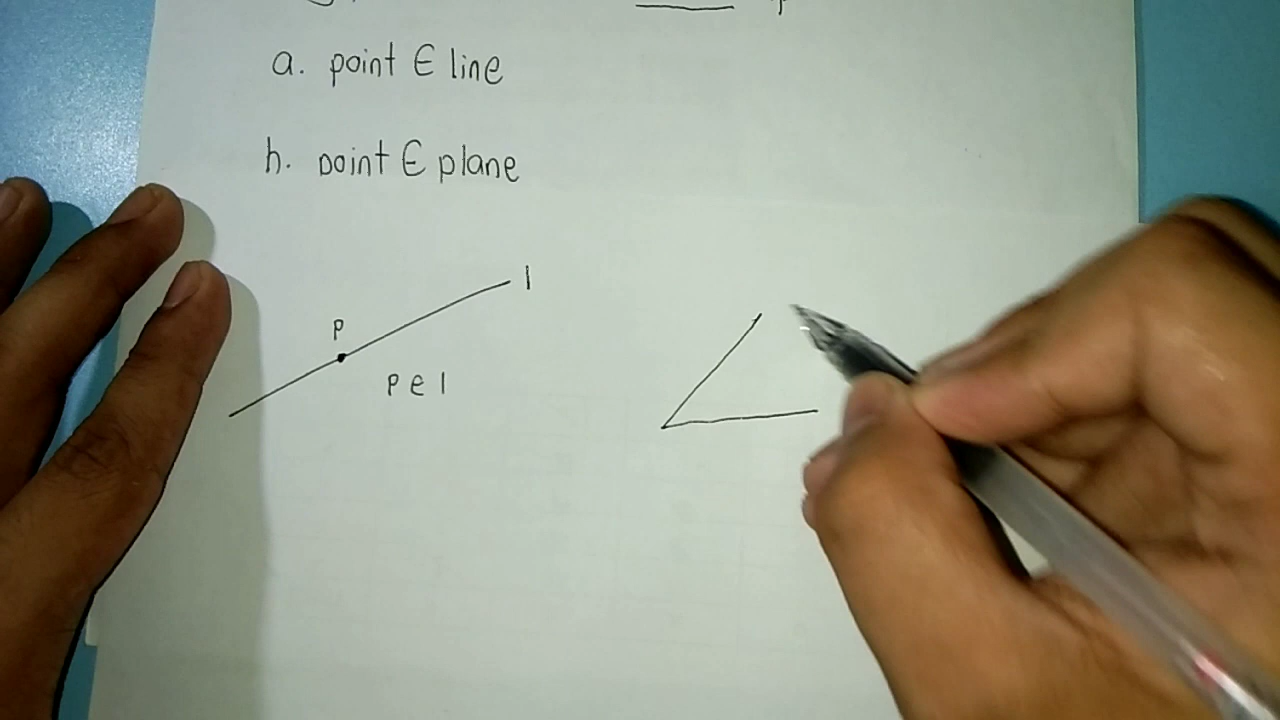 a. point ∈ line
b. point ∈ plane
l
P
P e l